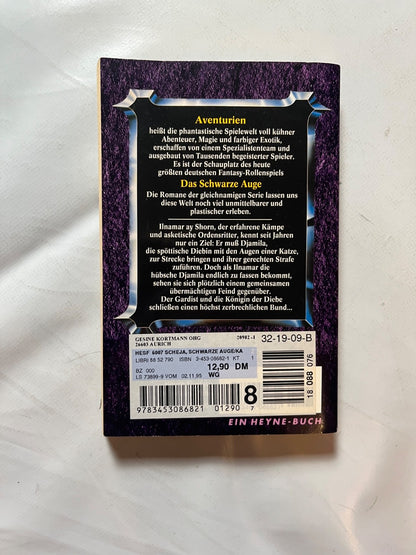 Aventurien
heißt die phantastische Spielewelt voll kühner
Abenteuer, Magie und farbiger Exotik,
erschaffen von einem Spezialistenteam und
ausgebaut von Tausenden begeisterter Spieler.
Es ist der Schauplatz des heute
größten deutschen Fantasy-Rollenspiels
Das Schwarze Auge
Die Romane der gleichnamigen Serie lassen uns
diese Welt noch viel unmittelbarer und
plastischer erleben.
Ilnamar ay Shorn, der erfahrene Kämpe
und asketische Ordensritter, kennt seit Jahren
nur ein Ziel: Er muß Djamila,
die spöttische Diebin mit den Augen einer Katze,
zur Strecke bringen und ihrer gerechten Strafe
zuführen. Doch als Ilnamar die
hübsche Djamila endlich zu fassen bekommt,
sehen sie sich plötzlich einem gemeinsamen
übermächtigen Feind gegenüber.
Der Gardist und die Königin der Diebe
schließen einen höchst zerbrechlichen Bund...
GESINE KORTMANN OHG 20982 -1
26603 AURICH
32-19-09-B
HESF 6007 SCHEJA, SCHWARZE AUGE/KA
LIBRI 88 52 790 ISBN 3-453-08682-1 KT 1
12,90 DM
BZ 000
LS 73899-9 VOM 02.11.95 WG
18 088 076
9783453086821 01290
8
7
EIN HEYNE-BUCH